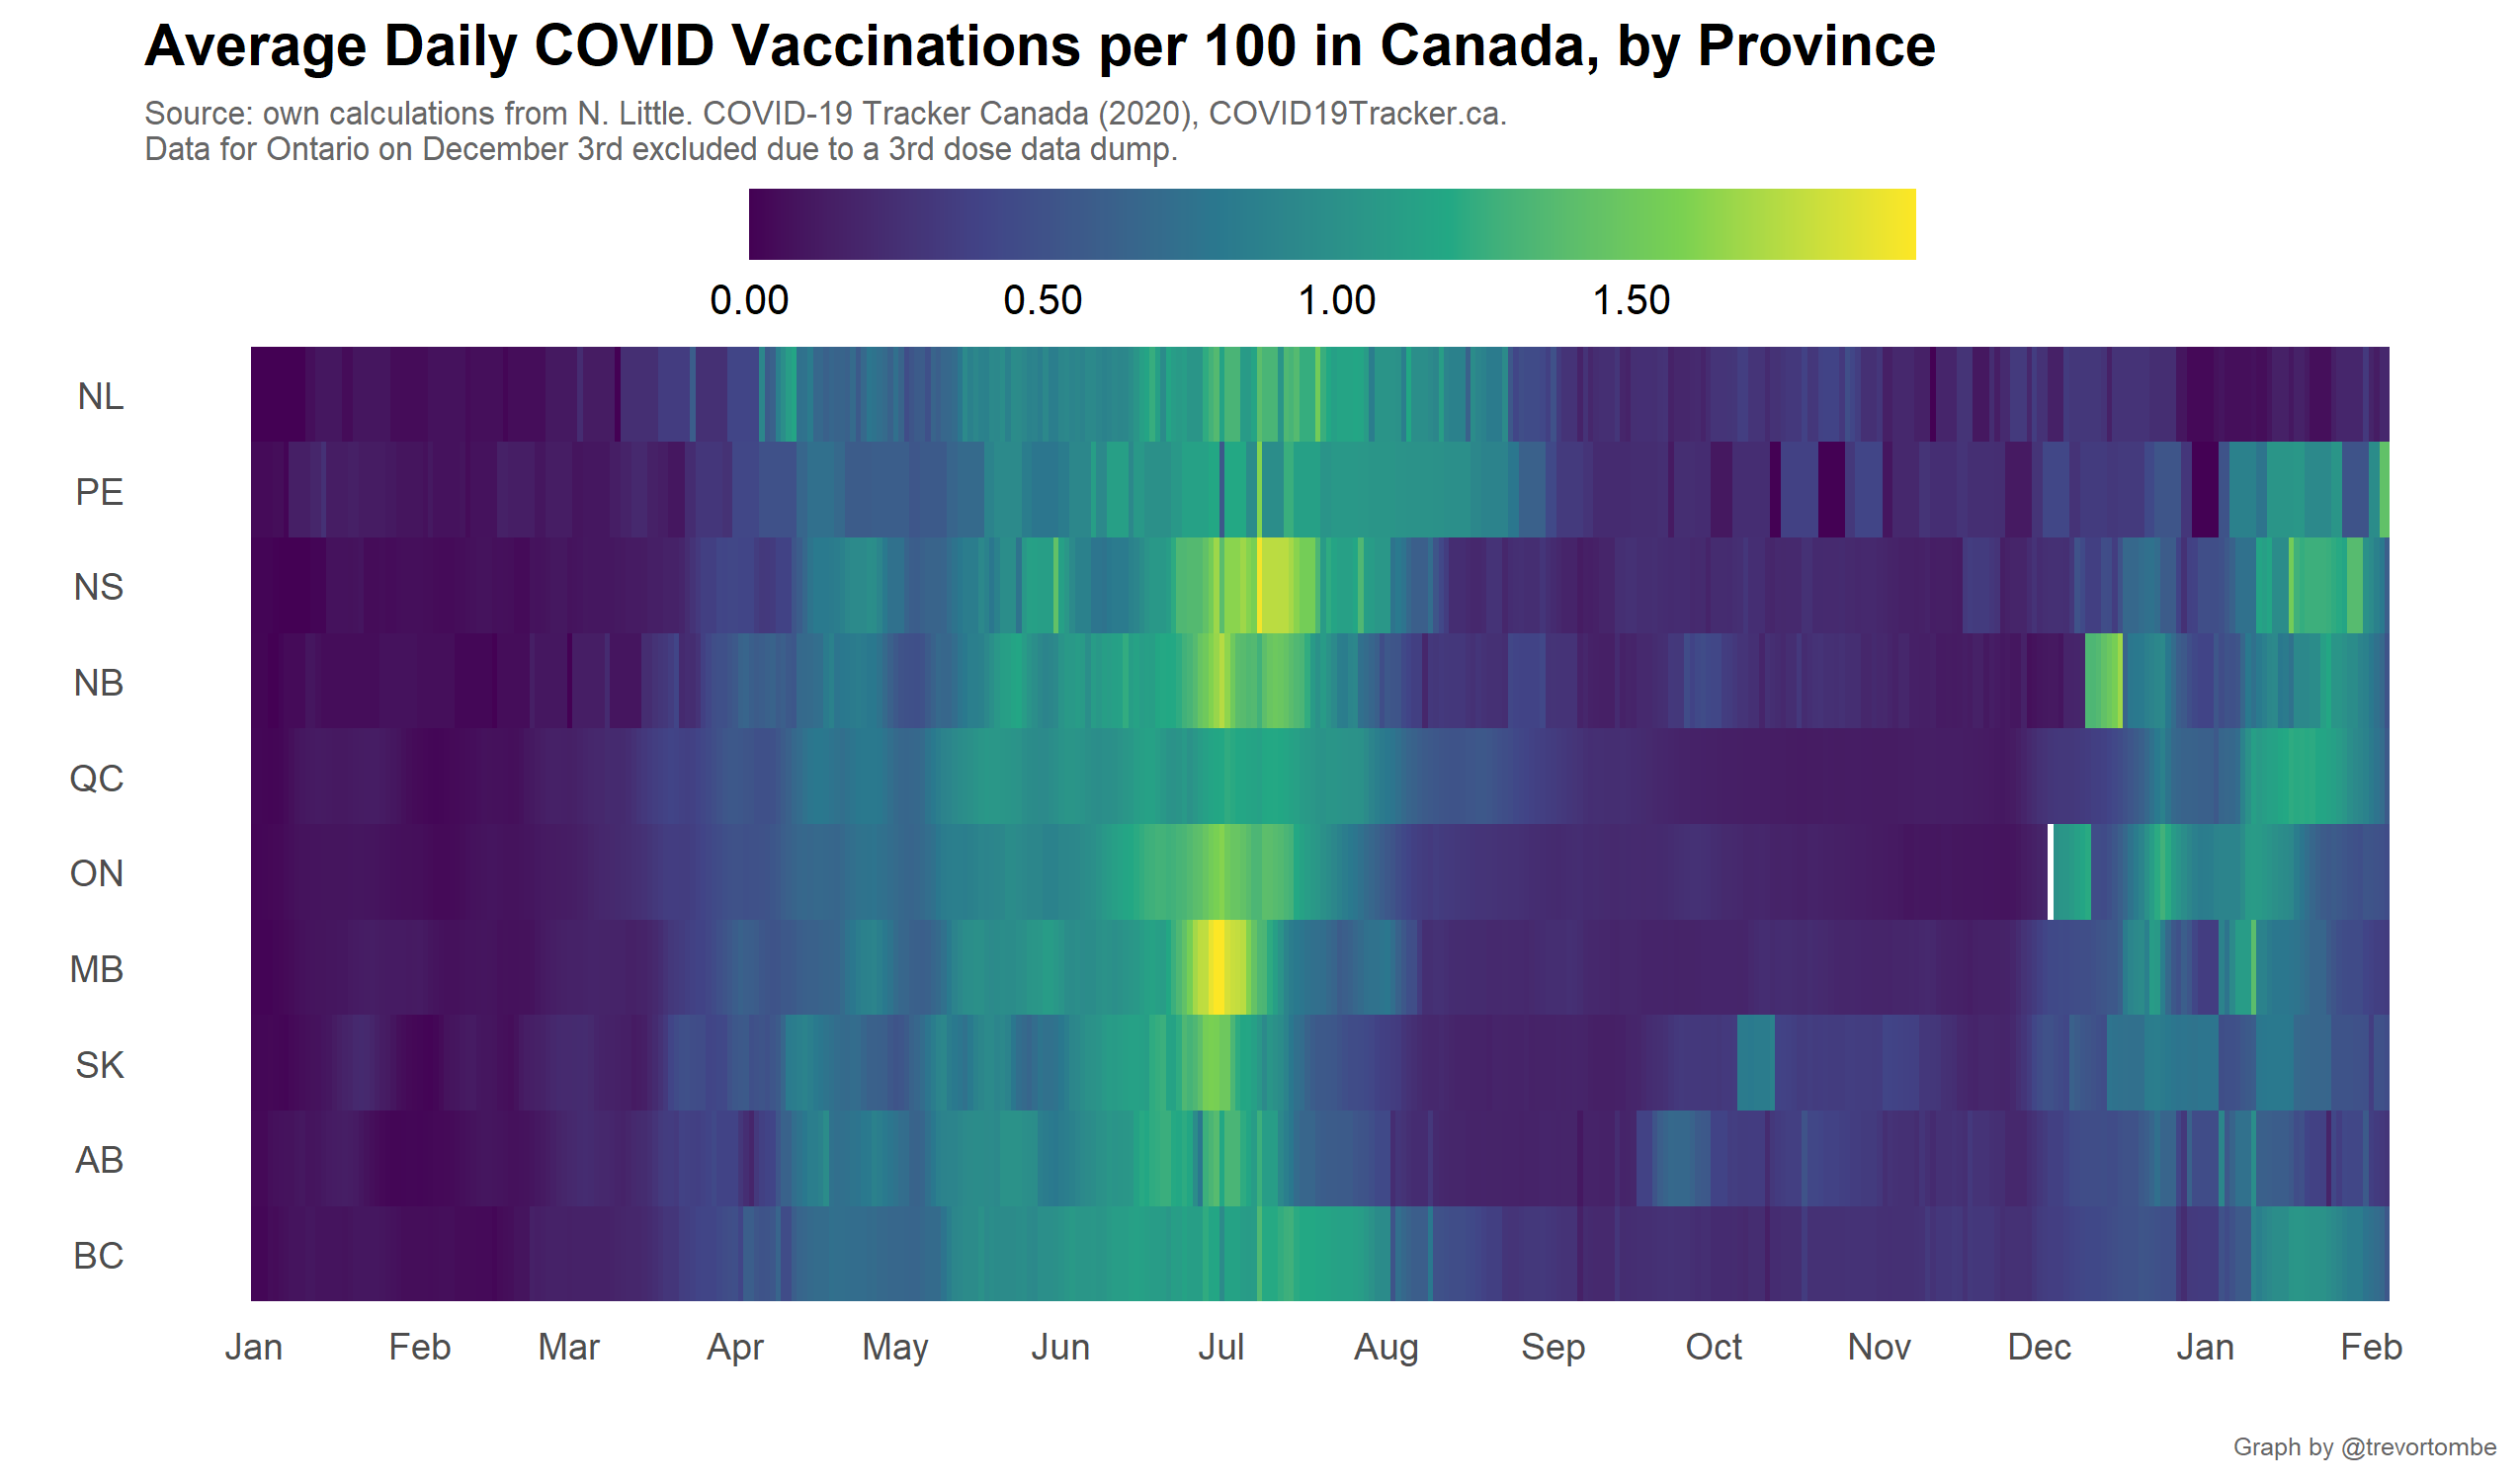 Average Daily COVID Vaccinations per 100 in Canada, by Province
Source: own calculations from N. Little. COVID-19 Tracker Canada (2020), COVID19Tracker.ca.
Data for Ontario on December 3rd excluded due to a 3rd dose data dump.
0.00 0.50 1.00 1.50
NL
PE
NS
NB
QC
ON
MB
SK
AB
BC
Jan Feb Mar Apr May Jun Jul Aug Sep Oct Nov Dec Jan Feb
Graph by @trevortombe